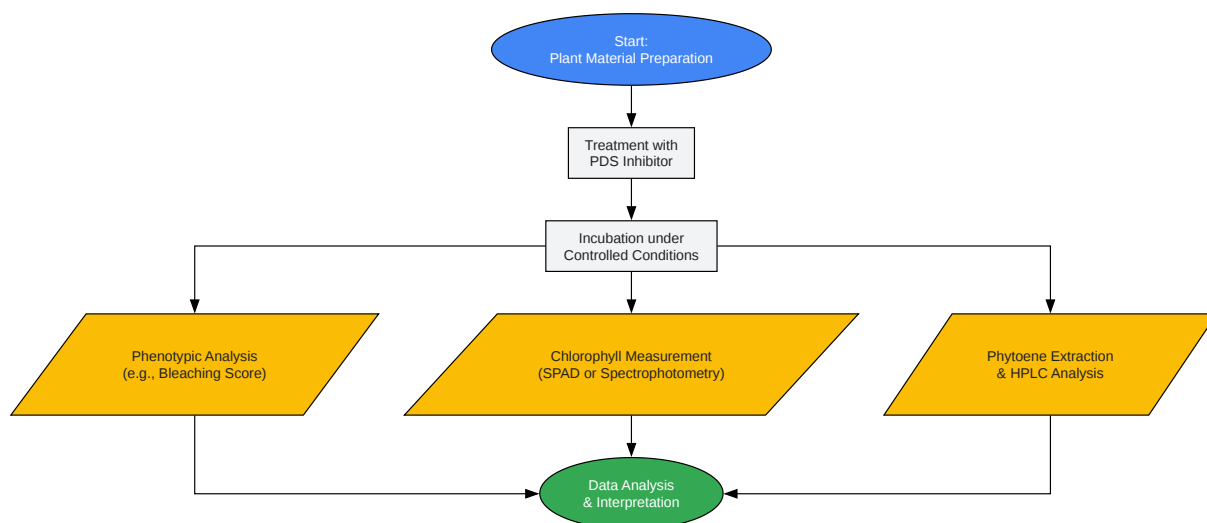 Start:
Plant Material Preparation
Treatment with
PDS Inhibitor
Incubation under
Controlled Conditions
Phenotypic Analysis
(e.g., Bleaching Score)
Chlorophyll Measurement
(SPAD or Spectrophotometry)
Phytoene Extraction
& HPLC Analysis
Data Analysis
& Interpretation